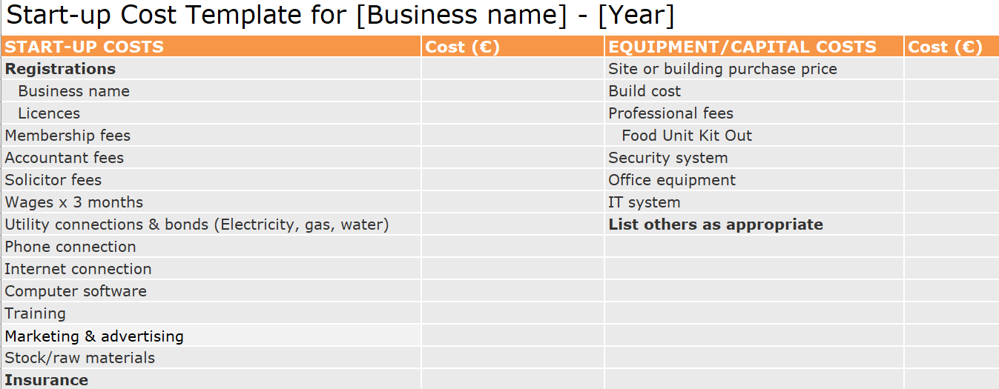 Start-up Cost Template for [Business name] - [Year]
START-UP COSTS Cost (€) EQUIPMENT/CAPITAL COSTS Cost (€)
Registrations Site or building purchase price
Business name Build cost
Licences Professional fees
Membership fees Food Unit Kit Out
Accountant fees Security system
Solicitor fees Office equipment
Wages x 3 months IT system
Utility connections & bonds (Electricity, gas, water) List others as appropriate
Phone connection
Internet connection
Computer software
Training
Marketing & advertising
Stock/raw materials
Insurance